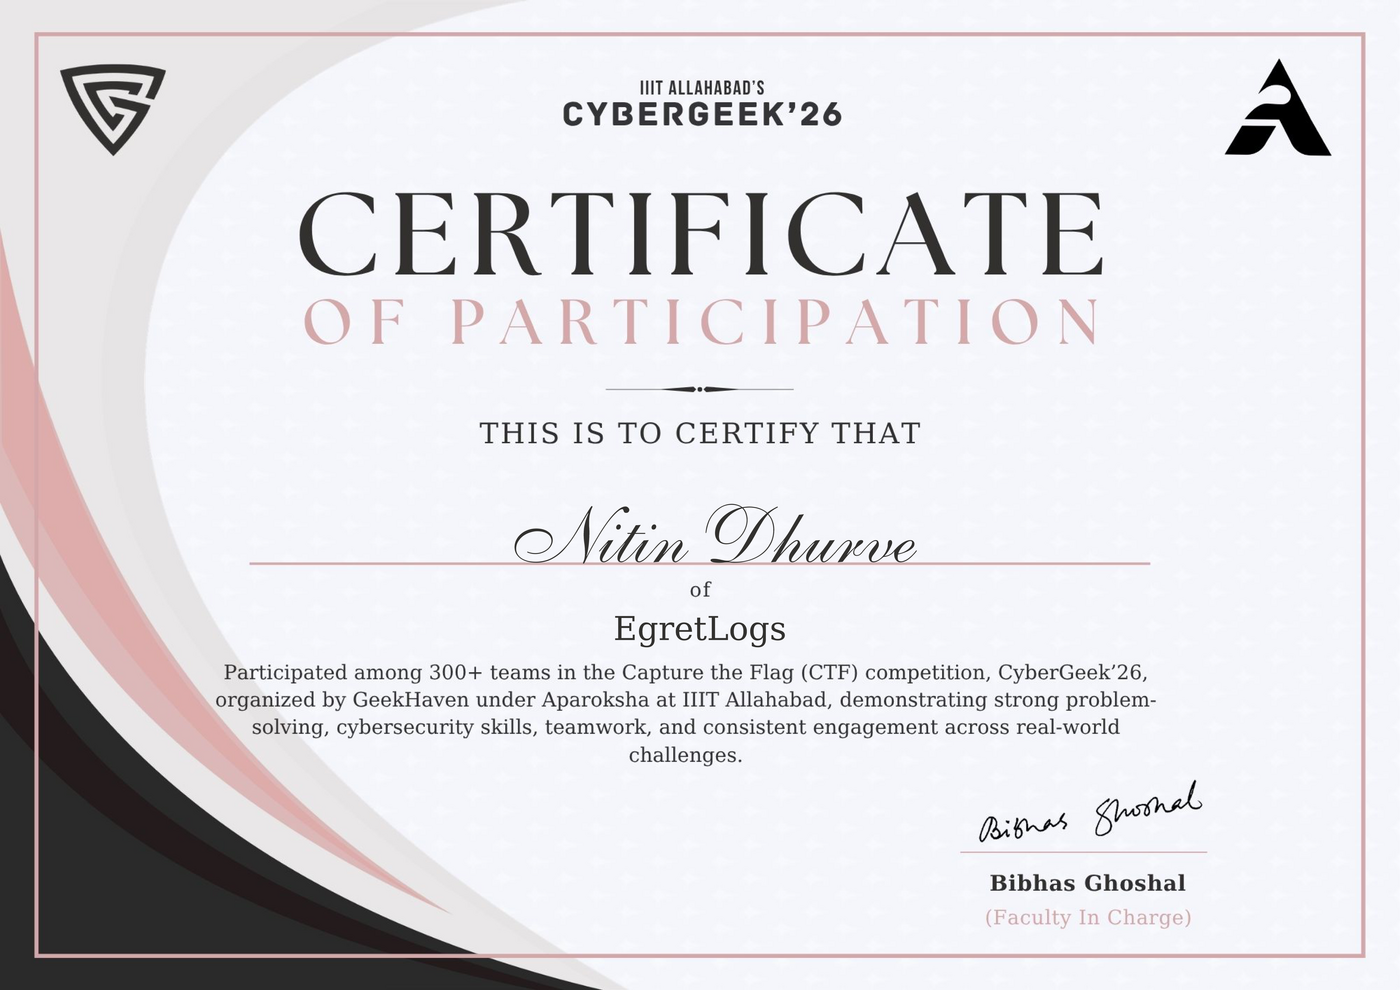 IIIT ALLAHABAD’S
CYBERGEEK’26
CERTIFICATE
OF PARTICIPATION
THIS IS TO CERTIFY THAT
Nitin Dhurve
of
EgretLogs
Participated among 300+ teams in the Capture the Flag (CTF) competition, CyberGeek’26,
organized by GeekHaven under Aparoksha at IIIT Allahabad, demonstrating strong problem-
solving, cybersecurity skills, teamwork, and consistent engagement across real-world
challenges.
Bibhas Ghoshal
Bibhas Ghoshal
(Faculty In Charge)